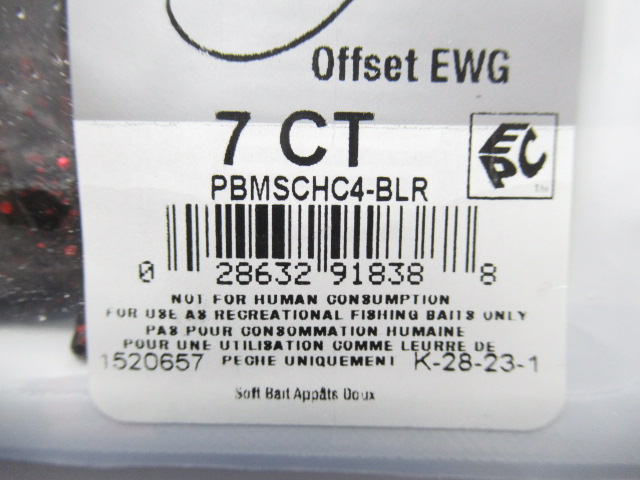 Offset EWG
7 CT
EPC
TM
PBMSCHC4-BLR
0 28632 91838 8
NOT FOR HUMAN CONSUMPTION
FOR USE AS RECREATIONAL FISHING BAITS ONLY
PAS POUR CONSOMMATION HUMAINE
POUR UNE UTILISATION COMME LEURRE DE
1520657 PECHE UNIQUEMENT K-28-23-1
Soft Bait Appâts Doux